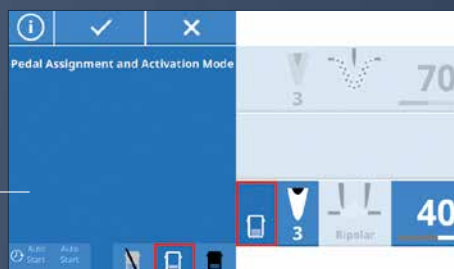 Pedal Assignment and Activation Mode
70
3
3
Bipolar
40
Auto Auto
Start Start